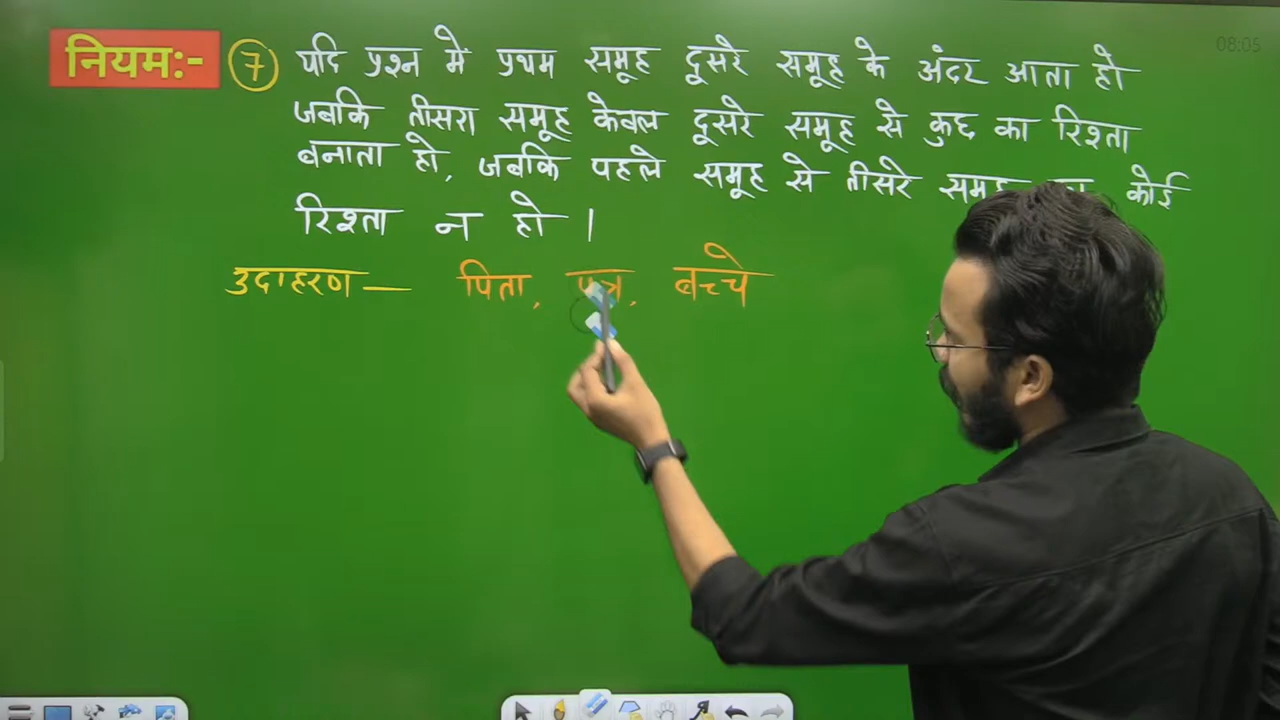 08:05
नियम:- ⑦ यदि प्रश्न में प्रथम समूह दूसरे समूह के अंदर आता हो
जबकि तीसरा समूह केवल दूसरे समूह से कुछ का रिश्ता
बनाता हो, जबकि पहले समूह से तीसरे कोई
रिश्ता न हो।
उदाहरण — पिता, पुत्र, बच्चे